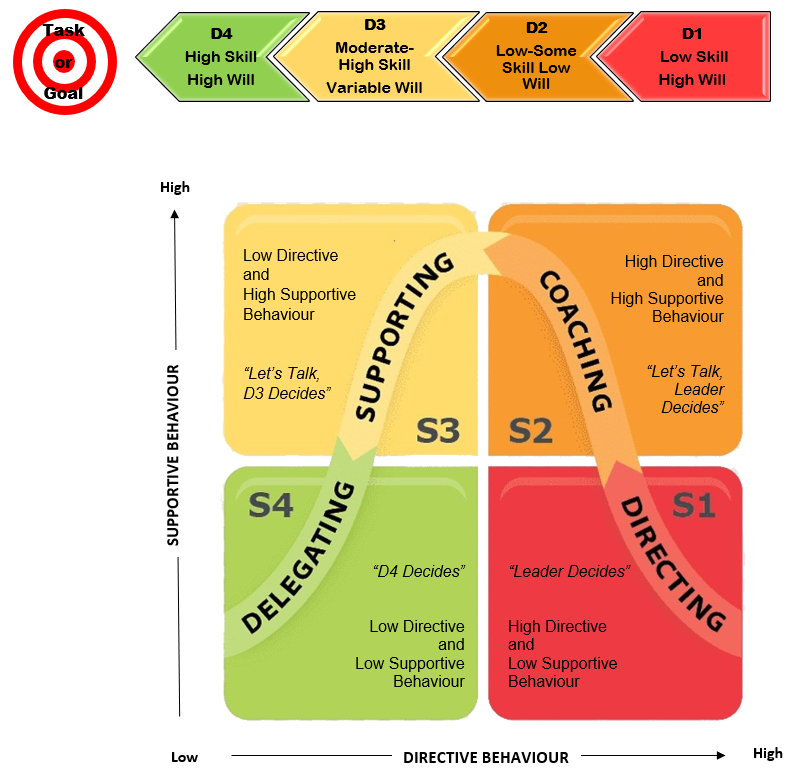 Task
or
Goal
D4
High Skill
High Will
D3
Moderate-
High Skill
Variable Will
D2
Low-Some
Skill Low
Will
D1
Low Skill
High Will
High
SUPPORTIVE BEHAVIOUR
Low Directive
and
High Supportive
Behaviour
“Let’s Talk,
D3 Decides”
SUPPORTING
S3
High Directive
and
High Supportive
Behaviour
“Let’s Talk,
Leader
Decides”
COACHING
S2
S4
DELEGATING
“D4 Decides”
Low Directive
and
Low Supportive
Behaviour
S1
DIRECTING
“Leader Decides”
High Directive
and
Low Supportive
Behaviour
Low
DIRECTIVE BEHAVIOUR
High